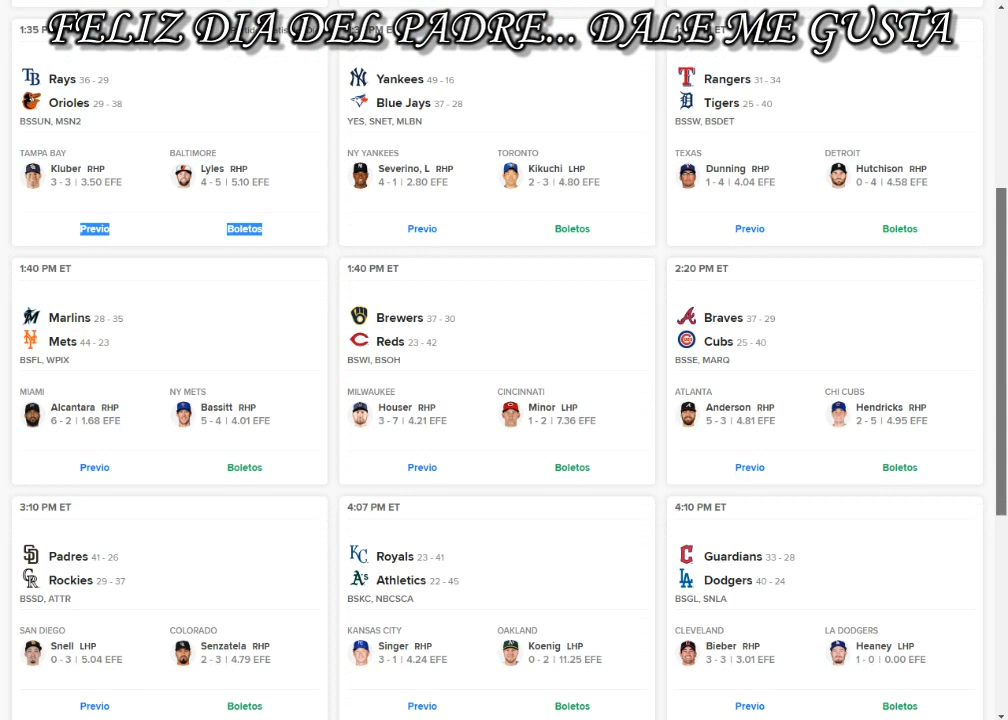 FELIZ DIA DEL PADRE... DALE ME GUSTA
1:35 P
Rays 36 - 29
Orioles 29 - 38
BSSUN, MSN2
TAMPA BAY BALTIMORE
Kluber RHP Lyles RHP
3 - 3 | 3.50 EFE 4 - 5 | 5.10 EFE
Previo Boletos
Yankees 49 - 16
Blue Jays 37 - 28
YES, SNET, MLBN
NY YANKEES TORONTO
Severino, L RHP Kikuchi LHP
4 - 1 | 2.80 EFE 2 - 3 | 4.80 EFE
Previo Boletos
Rangers 31 - 34
Tigers 25 - 40
BSSW, BSDET
TEXAS DETROIT
Dunning RHP Hutchison RHP
1 - 4 | 4.04 EFE 0 - 4 | 4.58 EFE
Previo Boletos
1:40 PM ET
Marlins 28 - 35
Mets 44 - 23
BSFL, WPIX
MIAMI NY METS
Alcantara RHP Bassitt RHP
6 - 2 | 1.68 EFE 5 - 4 | 4.01 EFE
Previo Boletos
1:40 PM ET
Brewers 37 - 30
Reds 23 - 42
BSWI, BSOH
MILWAUKEE CINCINNATI
Houser RHP Minor LHP
3 - 7 | 4.21 EFE 1 - 2 | 7.36 EFE
Previo Boletos
2:20 PM ET
Braves 37 - 29
Cubs 25 - 40
BSSE, MARQ
ATLANTA CHI CUBS
Anderson RHP Hendricks RHP
5 - 3 | 4.81 EFE 2 - 5 | 4.95 EFE
Previo Boletos
3:10 PM ET
Padres 41 - 26
Rockies 29 - 37
BSSD, ATTR
SAN DIEGO COLORADO
Snell LHP Senzatela RHP
0 - 3 | 5.04 EFE 2 - 3 | 4.79 EFE
Previo Boletos
4:07 PM ET
Royals 23 - 41
Athletics 22 - 45
BSKC, NBCSCA
KANSAS CITY OAKLAND
Singer RHP Koenig LHP
3 - 1 | 4.24 EFE 0 - 2 | 11.25 EFE
Previo Boletos
4:10 PM ET
Guardians 33 - 28
Dodgers 40 - 24
BSGL, SNLA
CLEVELAND LA DODGERS
Bieber RHP Heaney LHP
3 - 3 | 3.01 EFE 1 - 0 | 0.00 EFE
Previo Boletos